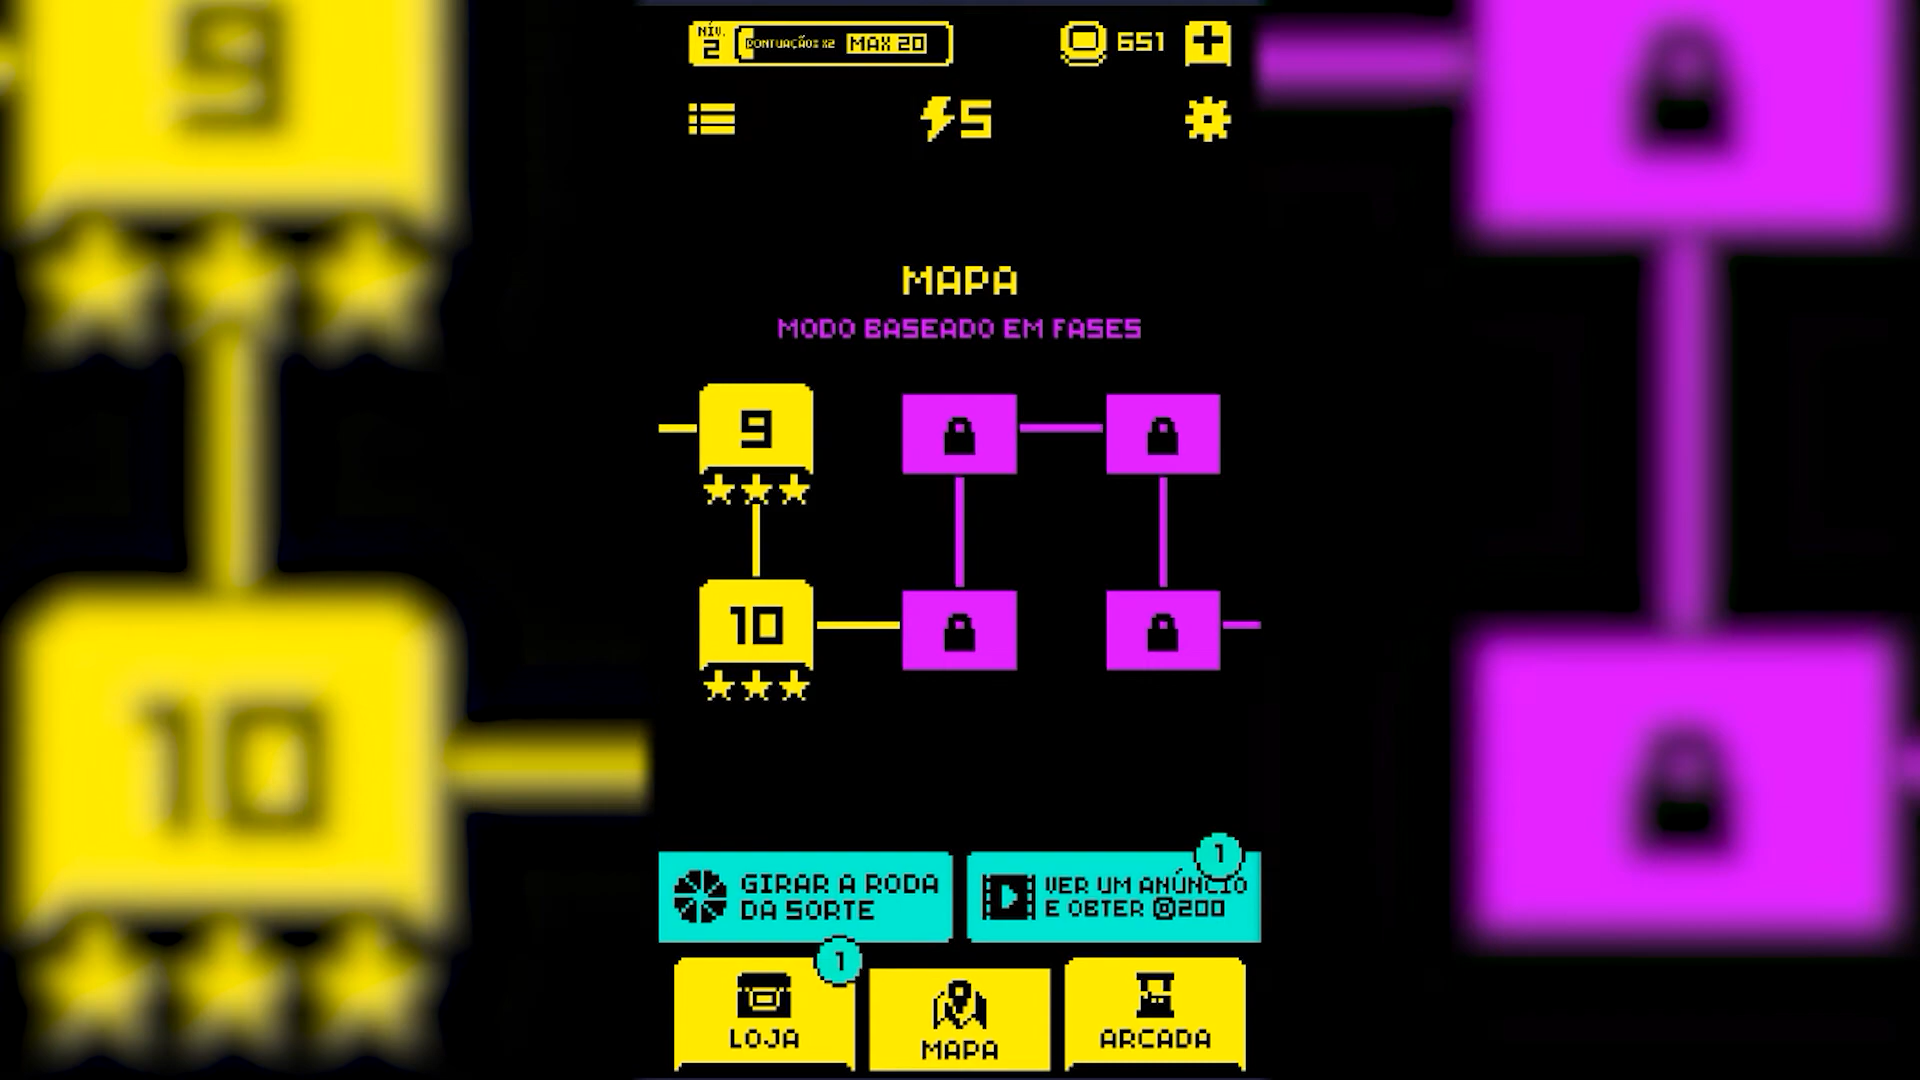 NÍV.
2
PONTUAÇÃO: X2
MAX 20
651
5
MAPA
MODO BASEADO EM FASES
9
10
GIRAR A RODA
DA SORTE
1
VER UM ANÚNCIO
E OBTER 200
1
LOJA
MAPA
ARCADA
9
10